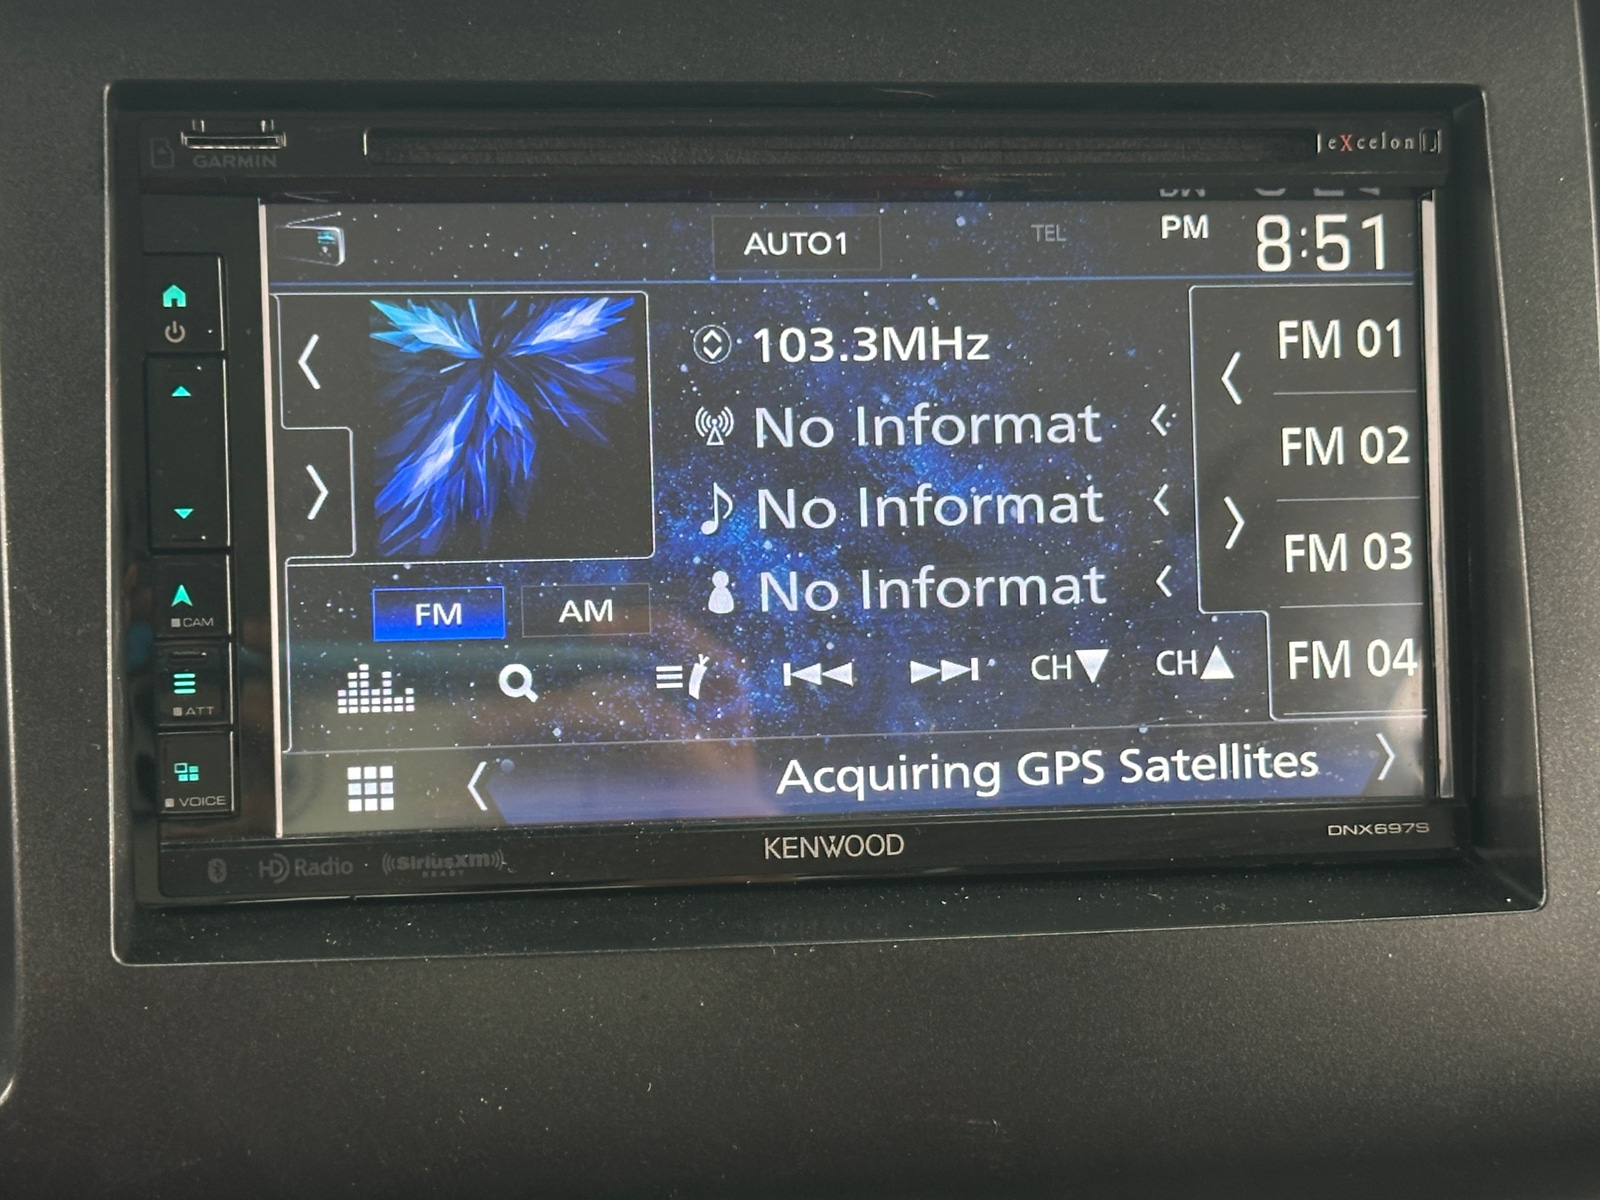 GARMIN
eXcelon
AUTO1
TEL
PM 8:51
103.3MHz
No Informat
No Informat
No Informat
FM 01
FM 02
FM 03
FM 04
FM
AM
CH
CH
Acquiring GPS Satellites
CAM
ATT
VOICE
KENWOOD
DNX697S
HD Radio
SiriusXM
READY